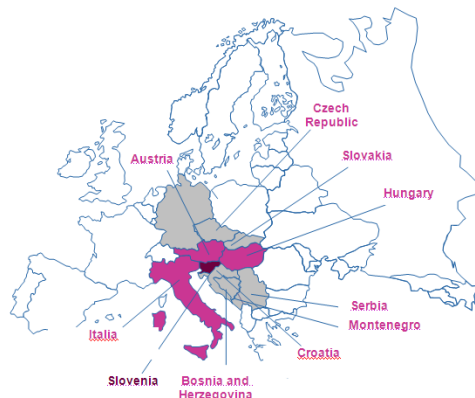 Czech
Republic
Austria
Slovakia
Hungary
Serbia
Montenegro
Italia
Croatia
Slovenia
Bosnia and
Herzegovina